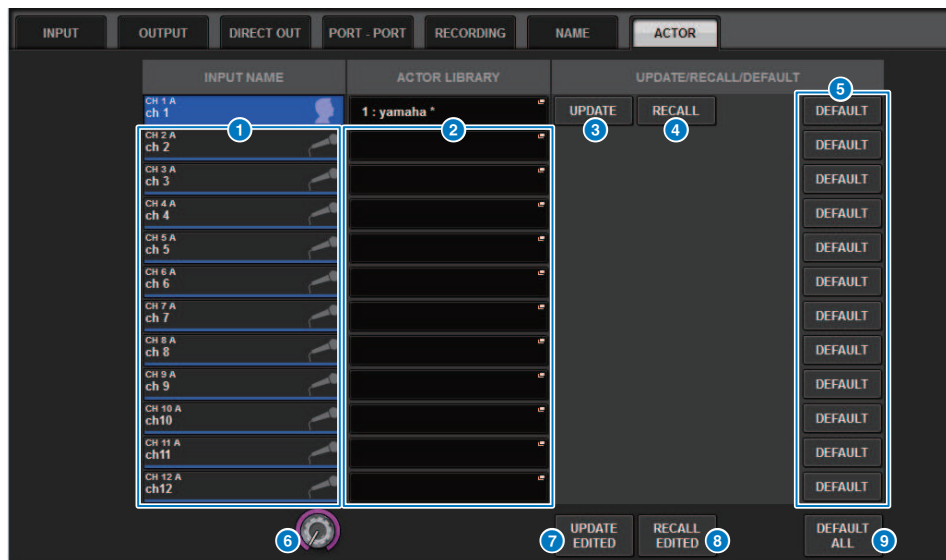 INPUT OUTPUT DIRECT OUT PORT - PORT RECORDING NAME ACTOR
INPUT NAME ACTOR LIBRARY UPDATE/RECALL/DEFAULT
5
CH 1 A
ch 1 1 : yamaha * UPDATE RECALL DEFAULT
1 2 3 4
CH 2 A
ch 2 DEFAULT
CH 3 A
ch 3 DEFAULT
CH 4 A
ch 4 DEFAULT
CH 5 A
ch 5 DEFAULT
CH 6 A
ch 6 DEFAULT
CH 7 A
ch 7 DEFAULT
CH 8 A
ch 8 DEFAULT
CH 9 A
ch 9 DEFAULT
CH 10 A
ch10 DEFAULT
CH 11 A
ch11 DEFAULT
CH 12 A
ch12 DEFAULT
6 7 UPDATE EDITED RECALL EDITED 8 DEFAULT ALL 9